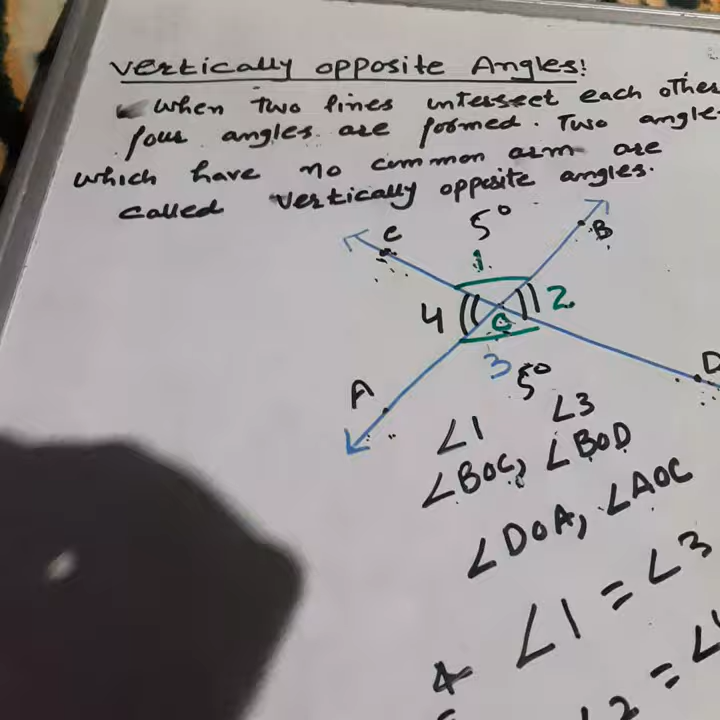 Vertically opposite Angles:
When two lines intersect each other
four angles are formed. Two angle
which have no common arm are
called vertically opposite angles.
5°
C
B
1
4
2
O
3
5°
A
D
∠1 ∠3
∠BOC, ∠BOD
∠DOA, ∠AOC
∠1 = ∠3
∠2 = ∠